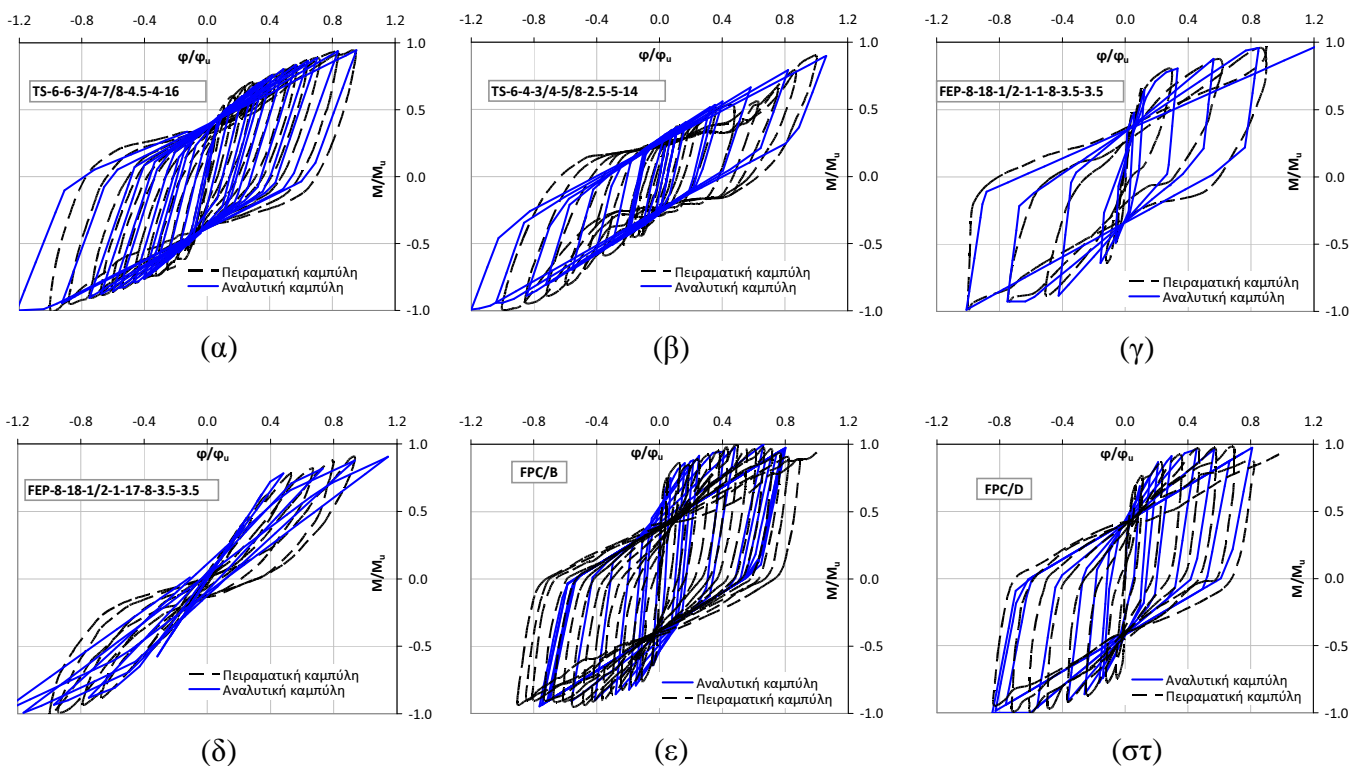 -1.2 -0.8 -0.4 0.0 0.4 0.8 1.2
φ/φu
1.0
0.5
0.0
-0.5
-1.0
M/Mu
TS-6-6-3/4-7/8-4.5-4-16
Πειραματική καμπύλη
Αναλυτική καμπύλη
(α)
-1.2 -0.8 -0.4 0.0 0.4 0.8 1.2
φ/φu
1.0
0.5
0.0
-0.5
-1.0
M/Mu
TS-6-4-3/4-5/8-2.5-5-14
Πειραματική καμπύλη
Αναλυτική καμπύλη
(β)
-1.2 -0.8 -0.4 0.0 0.4 0.8 1.2
φ/φu
1.0
0.5
0.0
-0.5
-1.0
M/Mu
FEP-8-18-1/2-1-1-8-3.5-3.5
Πειραματική καμπύλη
Αναλυτική καμπύλη
(γ)
-1.2 -0.8 -0.4 0.0 0.4 0.8 1.2
φ/φu
1.0
0.5
0.0
-0.5
-1.0
M/Mu
FEP-8-18-1/2-1-17-8-3.5-3.5
Πειραματική καμπύλη
Αναλυτική καμπύλη
(δ)
-1.2 -0.8 -0.4 0.0 0.4 0.8 1.2
φ/φu
1.0
0.5
0.0
-0.5
-1.0
M/Mu
FPC/B
Αναλυτική καμπύλη
Πειραματική καμπύλη
(ε)
-1.2 -0.8 -0.4 0.0 0.4 0.8 1.2
φ/φu
1.0
0.5
0.0
-0.5
-1.0
M/Mu
FPC/D
Αναλυτική καμπύλη
Πειραματική καμπύλη
(στ)